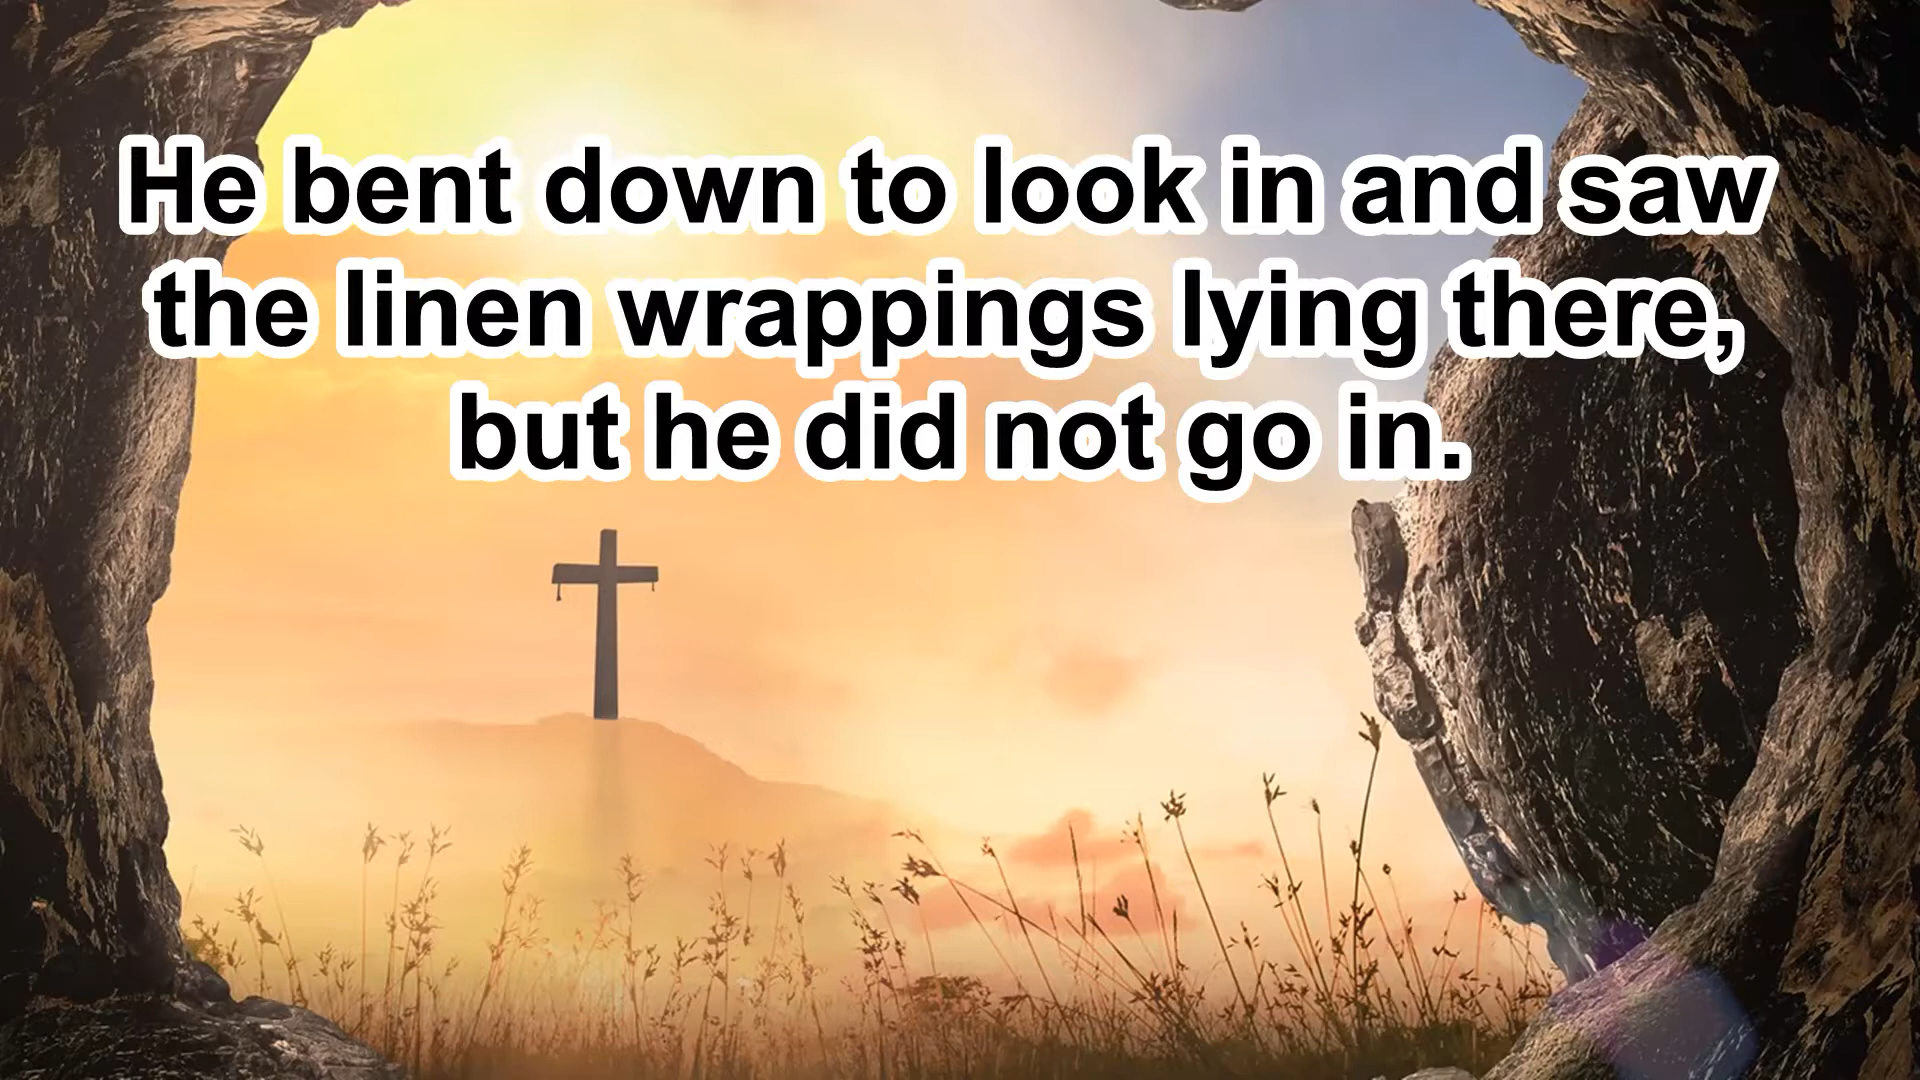 He bent down to look in and saw
the linen wrappings lying there,
but he did not go in.